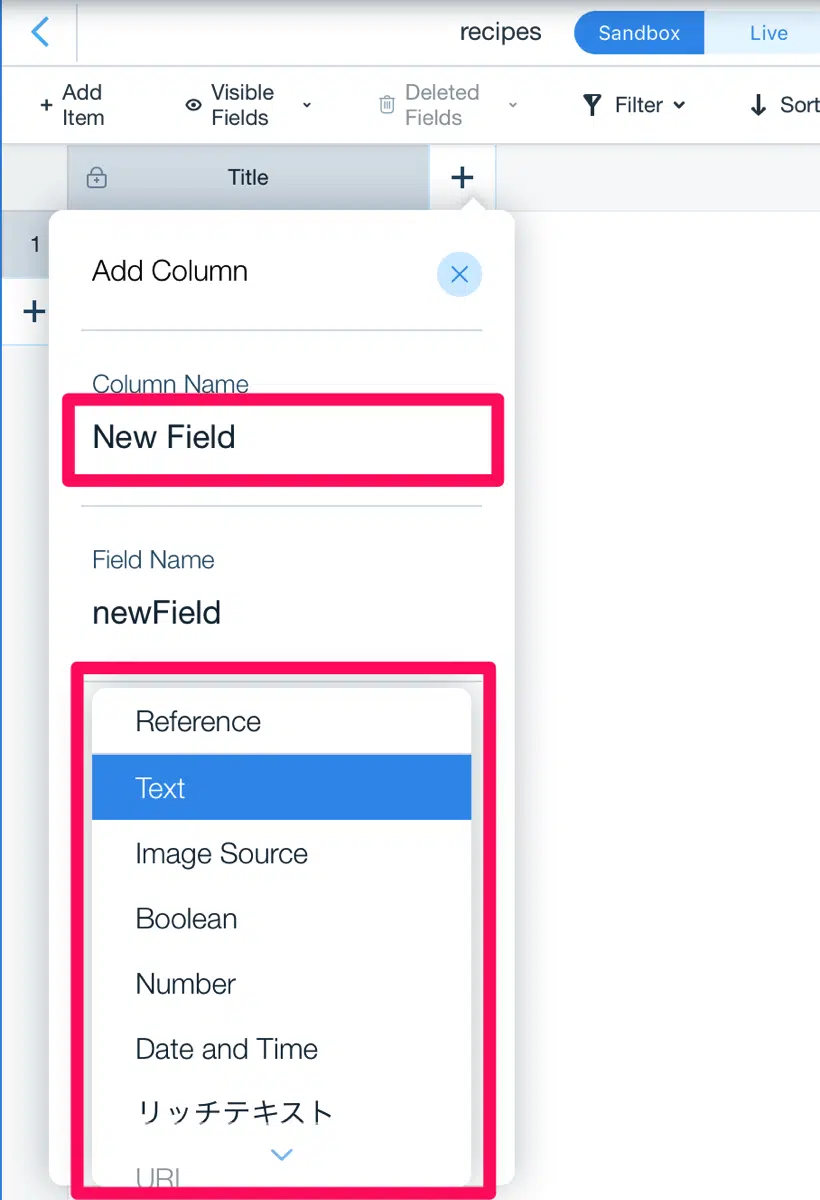 recipes
Sandbox
Live
Add
Item
Visible
Fields
Deleted
Fields
Filter
Sort
Title
1
Add Column
Column Name
New Field
Field Name
newField
Reference
Text
Image Source
Boolean
Number
Date and Time
リッチテキスト
URL